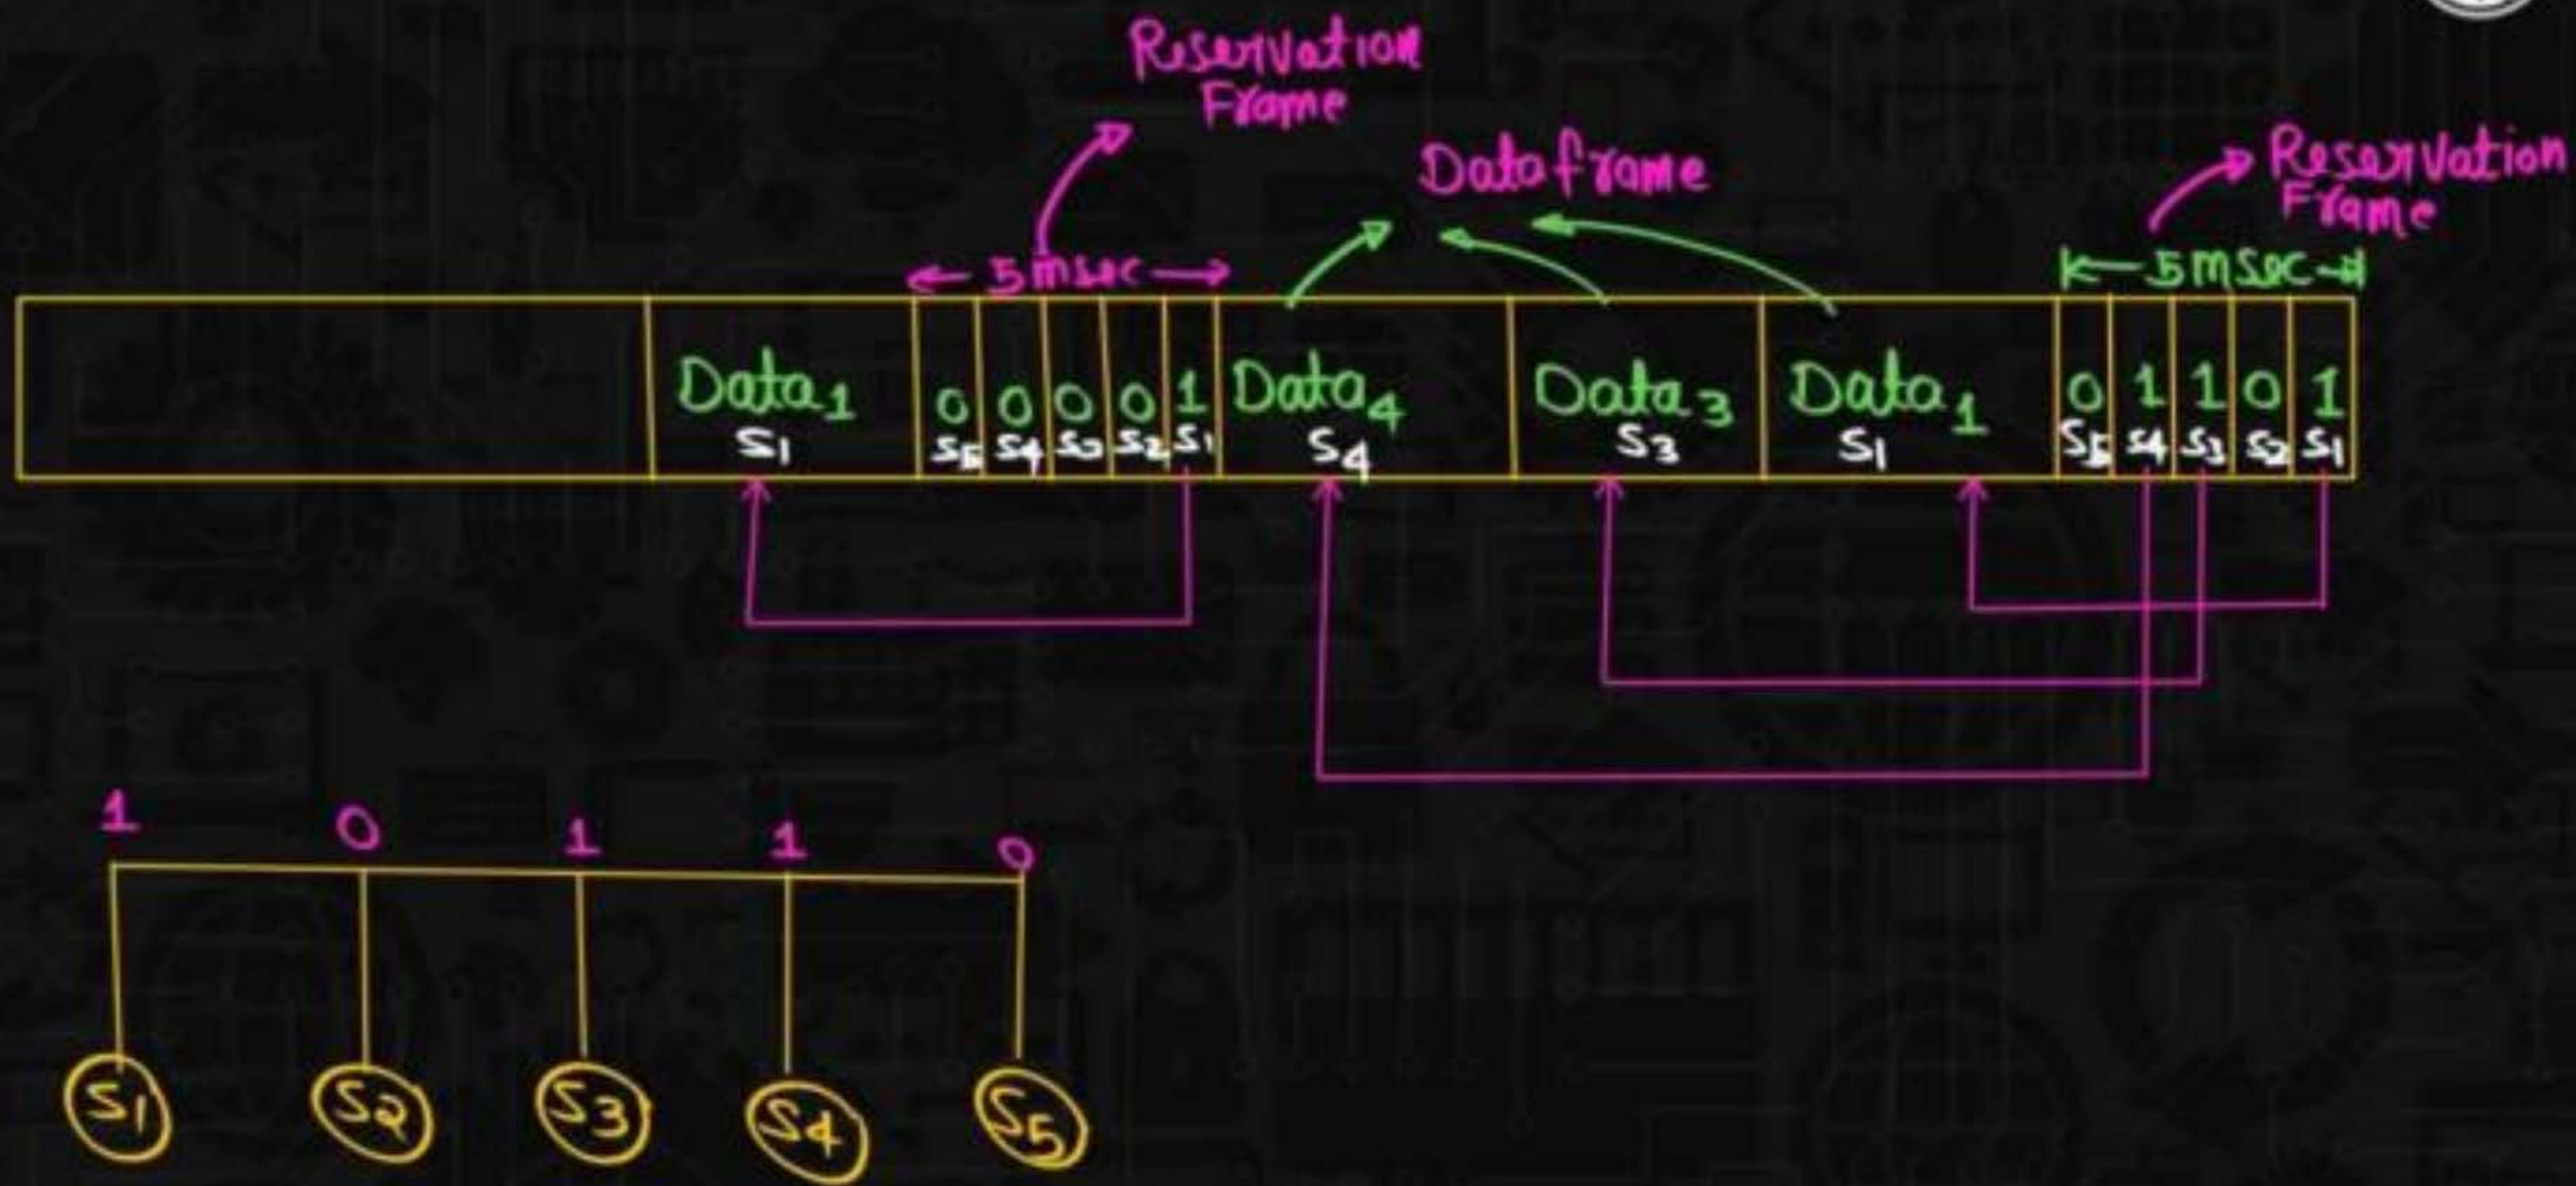 Reservation
Frame
Dataframe
Reservation
Frame
5msec
5msec
Data1 0 0 0 0 1 Data4 Data3 Data1 0 1 1 0 1
S1 S5 S4 S3 S2 S1 S4 S3 S1 S5 S4 S3 S2 S1
1 0 1 1 0
S1 S2 S3 S4 S5